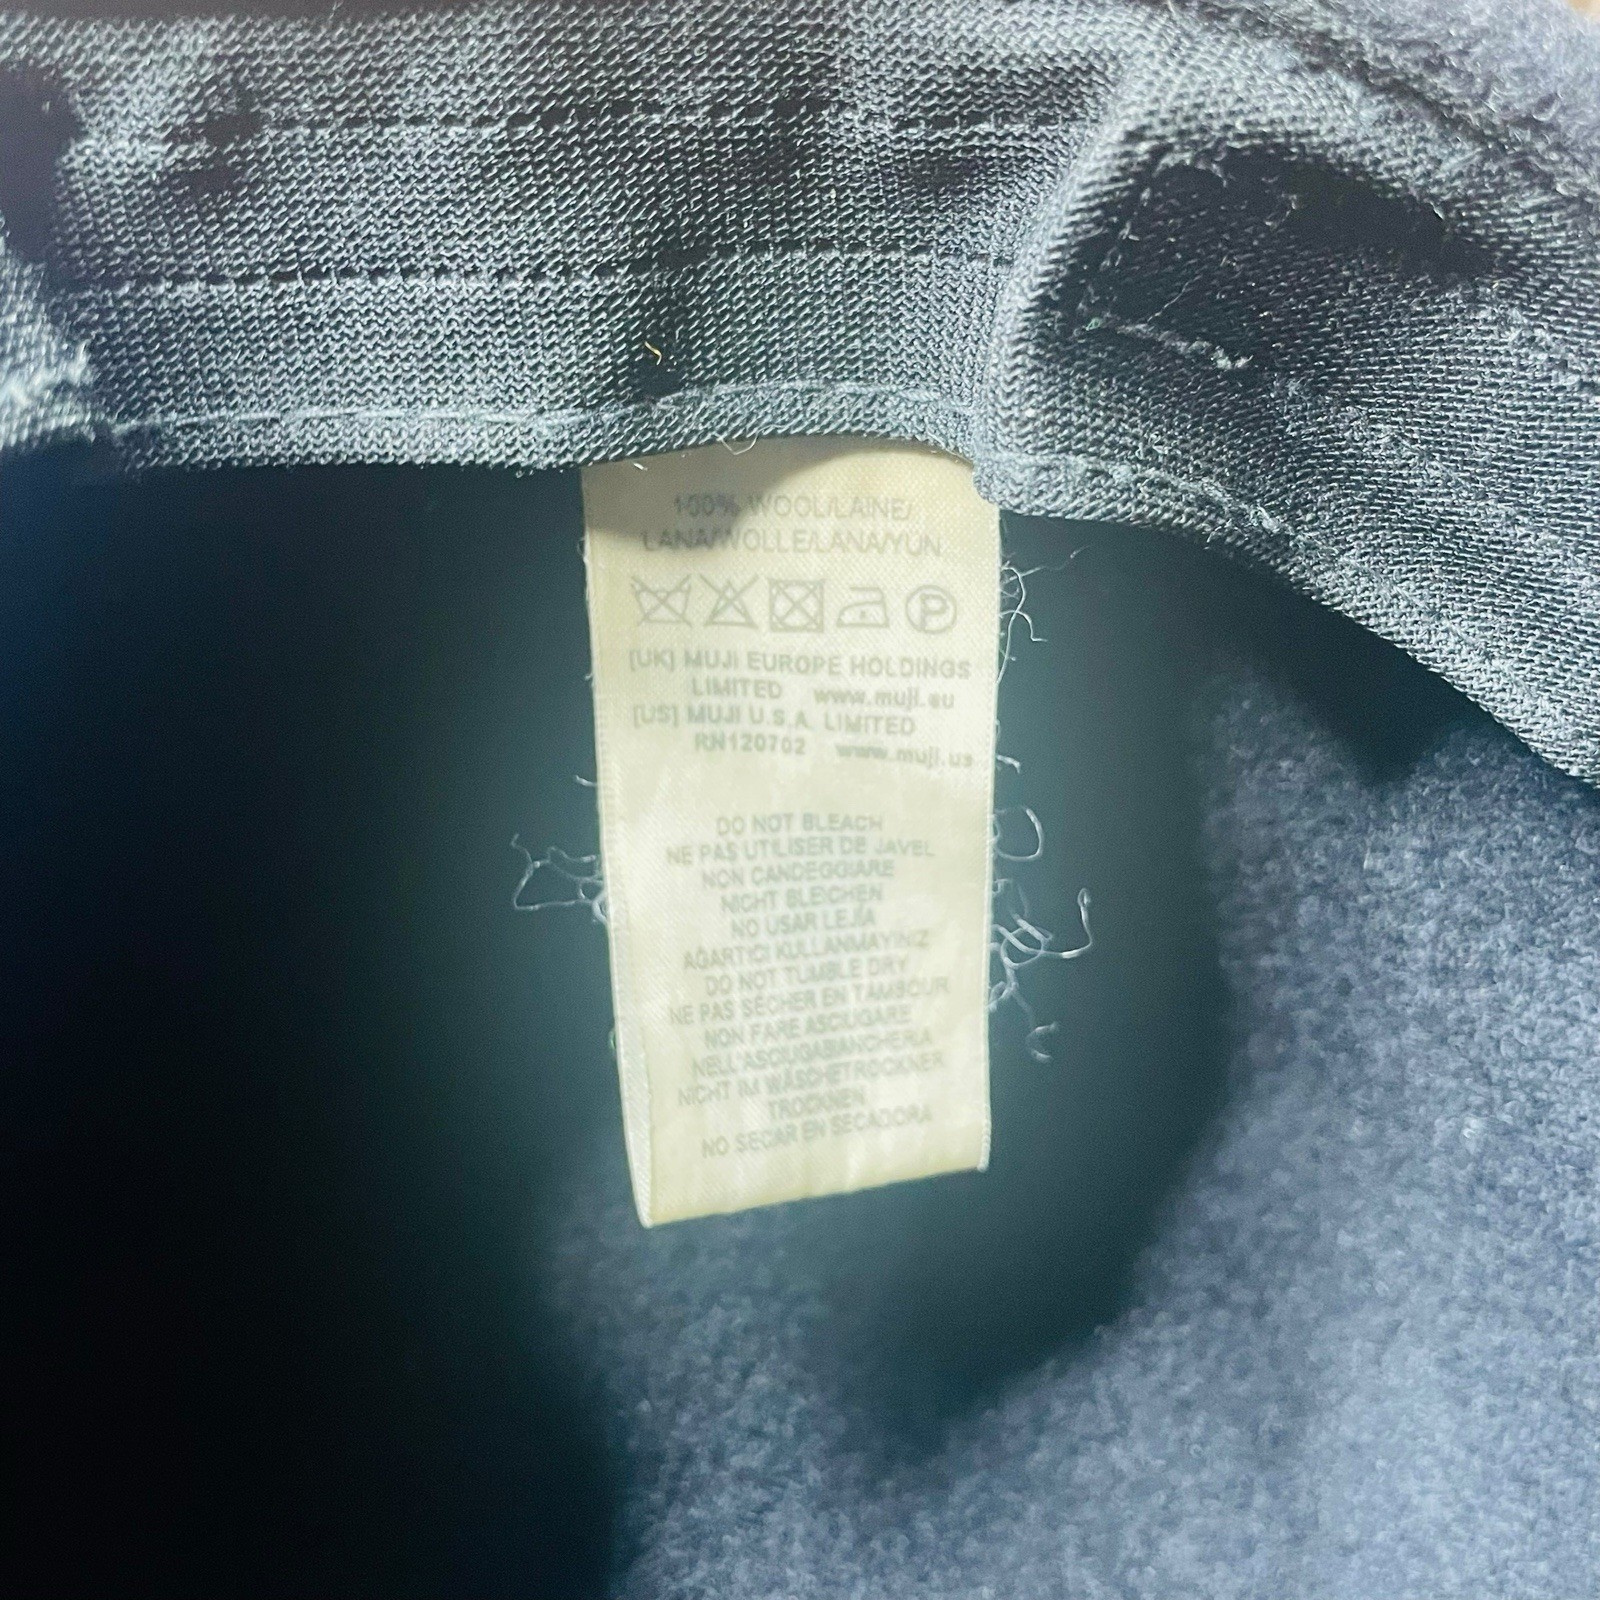 100% WOOL/LAINE/
LANA/WOLLE/LANA/YÜN
P
[UK] MUJI EUROPE HOLDINGS
LIMITED www.muji.eu
[US] MUJI U.S.A. LIMITED
RN120702 www.muji.us
DO NOT BLEACH
NE PAS UTILISER DE JAVEL
NON CANDEGGIARE
NICHT BLEICHEN
NO USAR LEJÍA
AĞARTICI KULLANMAYINIZ
DO NOT TUMBLE DRY
NE PAS SÉCHER EN TAMBOUR
NON FARE ASCIUGARE
NELL'ASCIUGABIANCHERIA
NICHT IM WÄSCHETROCKNER
TROCKNEN
NO SECAR EN SECADORA